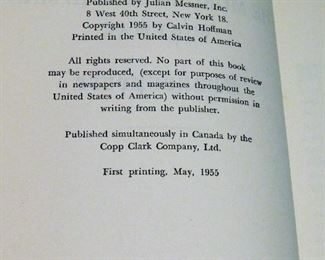 Published by Julian Messner, Inc.
8 West 40th Street, New York 18.
Copyright 1955 by Calvin Hoffman
Printed in the United States of America
All rights reserved. No part of this book
may be reproduced, (except for purposes of review
in newspapers and magazines throughout the
United States of America) without permission in
writing from the publisher.
Published simultaneously in Canada by the
Copp Clark Company, Ltd.
First printing, May, 1955